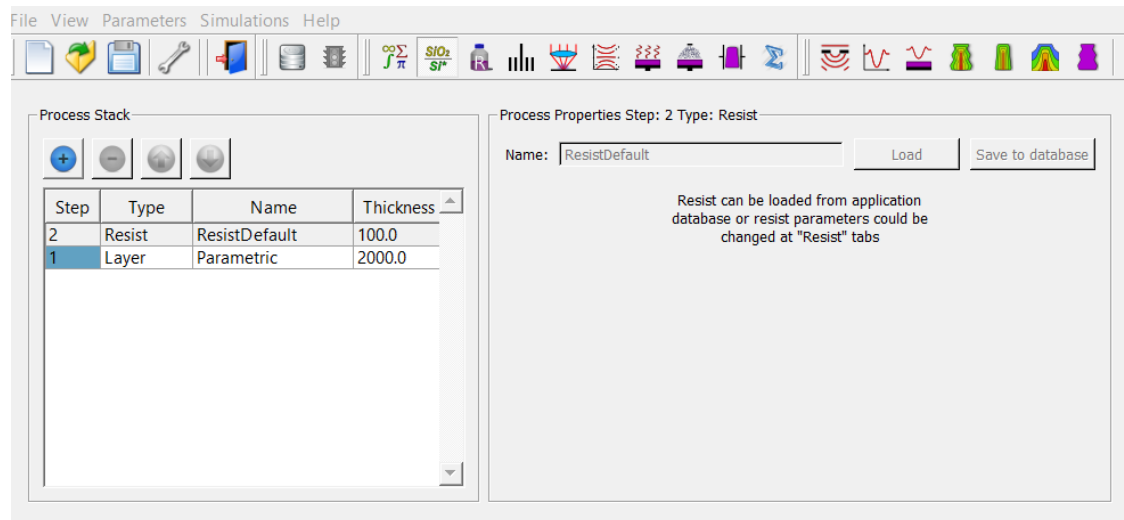 File View Parameters Simulations Help
∞Σ
∫π
SiO₂
Si*
R
Process Stack
Step Type Name Thickness
2 Resist ResistDefault 100.0
1 Layer Parametric 2000.0
Process Properties Step: 2 Type: Resist
Name: ResistDefault Load Save to database
Resist can be loaded from application
database or resist parameters could be
changed at "Resist" tabs